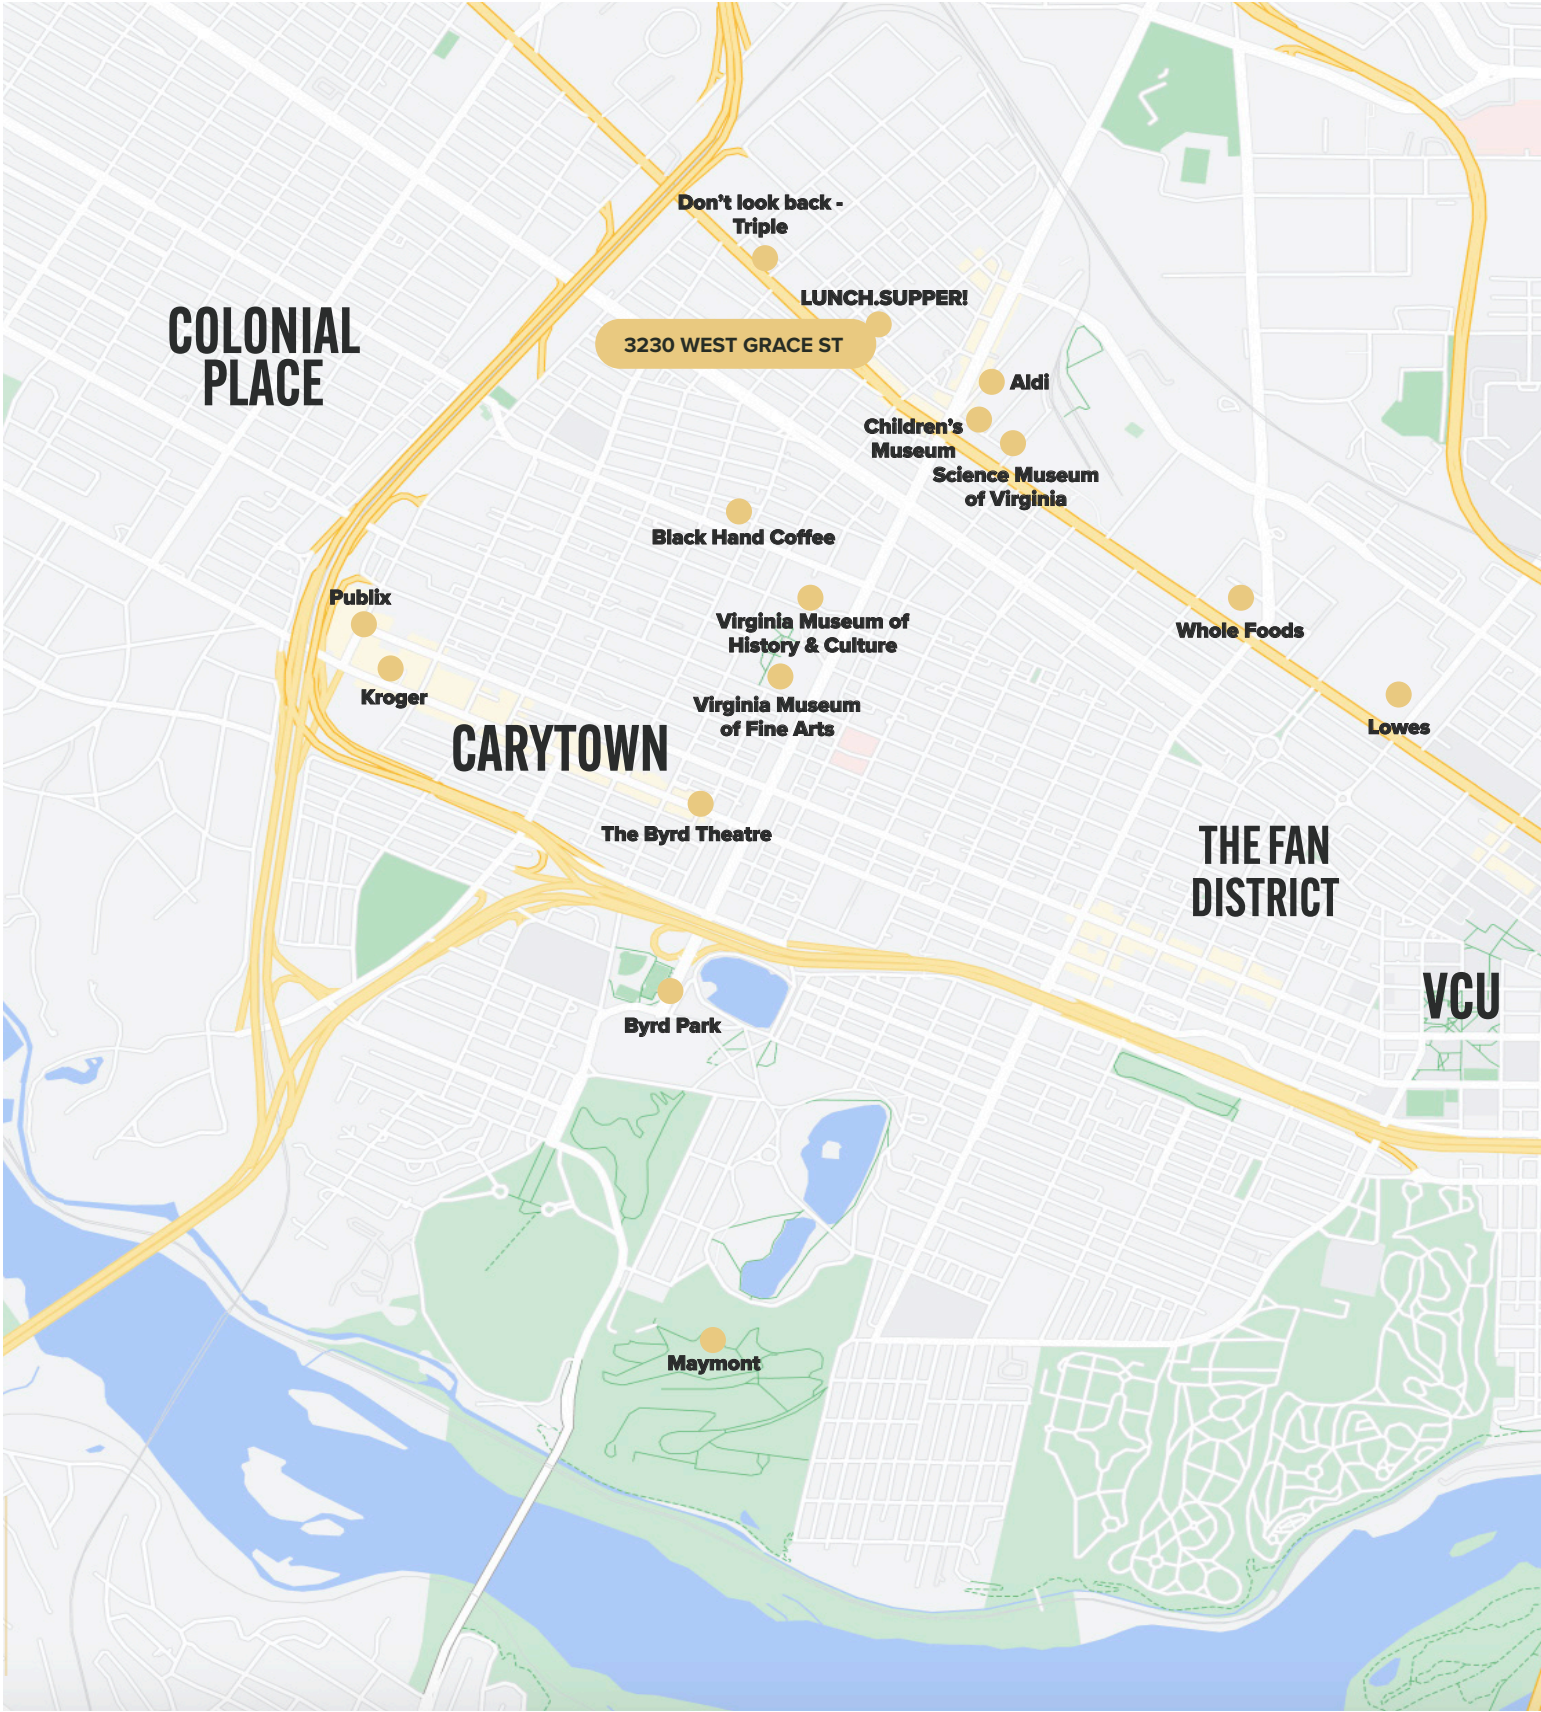 Don't look back -
Triple
LUNCH.SUPPER!
3230 WEST GRACE ST
COLONIAL
PLACE
Aldi
Children's
Museum
Science Museum
of Virginia
Black Hand Coffee
Publix
Virginia Museum of
History & Culture
Whole Foods
Kroger
Virginia Museum
of Fine Arts
Lowes
CARYTOWN
The Byrd Theatre
THE FAN
DISTRICT
VCU
Byrd Park
Maymont